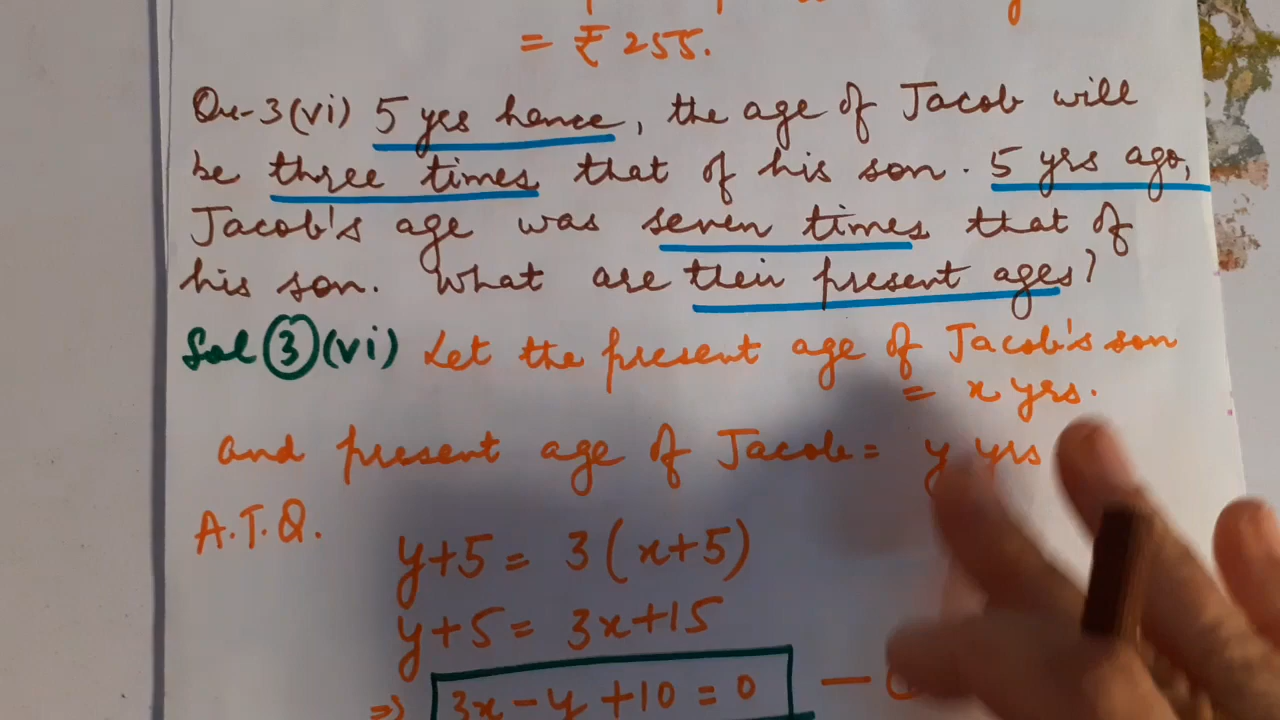 = ₹ 255.
Qu-3(vi) 5 yrs hence, the age of Jacob will
be three times that of his son. 5 yrs ago,
Jacob's age was seven times that of
his son. What are their present ages?
Sol (3)(vi) Let the present age of Jacob's son
= x yrs.
and present age of Jacob = y yrs
A.T.Q.
y+5 = 3(x+5)
y+5 = 3x+15
⇒ 3x-y+10=0 —